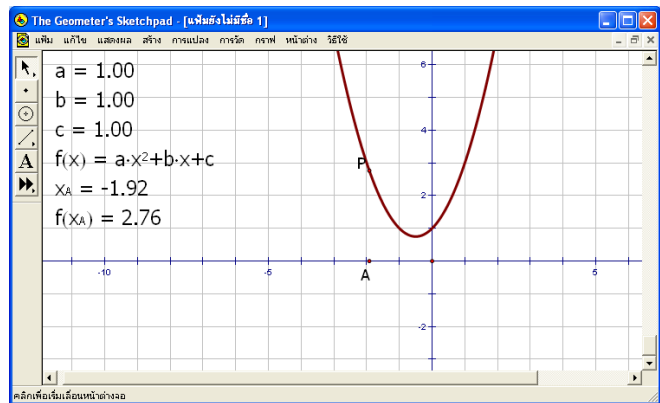 The Geometer's Sketchpad - [แฟ้มยังไม่มีชื่อ 1]
แฟ้ม แก้ไข แสดงผล สร้าง การแปลง การวัด กราฟ หน้าต่าง วิธีใช้
a = 1.00
b = 1.00
c = 1.00
f(x) = a·x²+b·x+c
xA = -1.92
f(xA) = 2.76
A
6
4
P
2
-10 -5 5
A
-2
คลิกเพื่อเริ่มเลื่อนหน้าต่างจอ